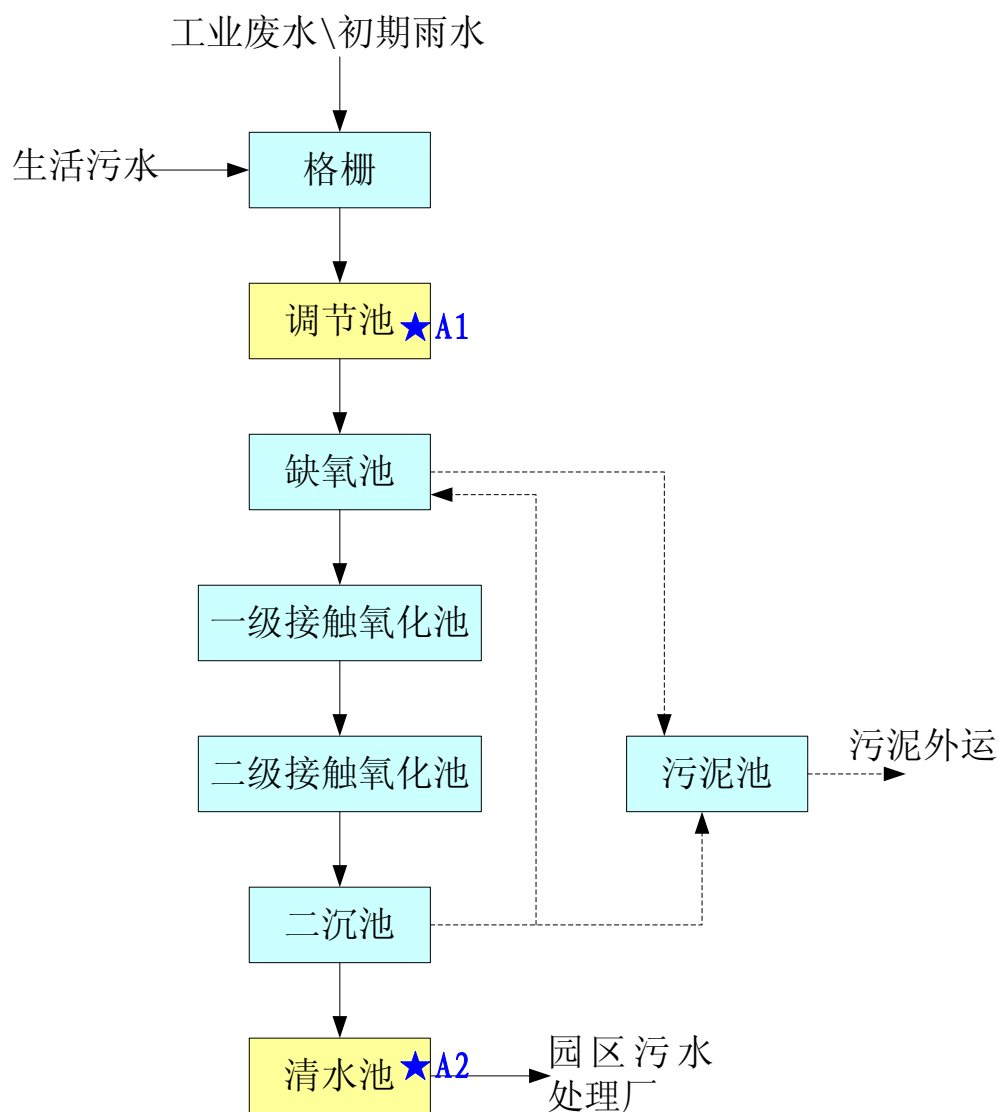 工业废水\初期雨水
生活污水
格栅
调节池
★A1
缺氧池
一级接触氧化池
二级接触氧化池
污泥池
污泥外运
二沉池
清水池
★A2
园区污水
处理厂